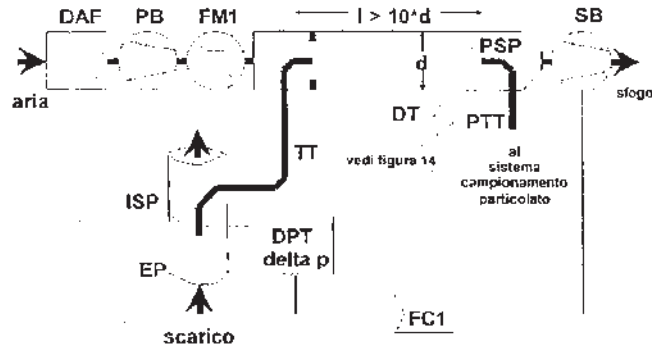 DAF PB FM1 l > 10*d SB
PSP
d
aria
sfogo
DT PTT
TT
vedi figura 14
al
sistema
campionamento
particolato
ISP
DPT
delta p
EP
FC1
scarico